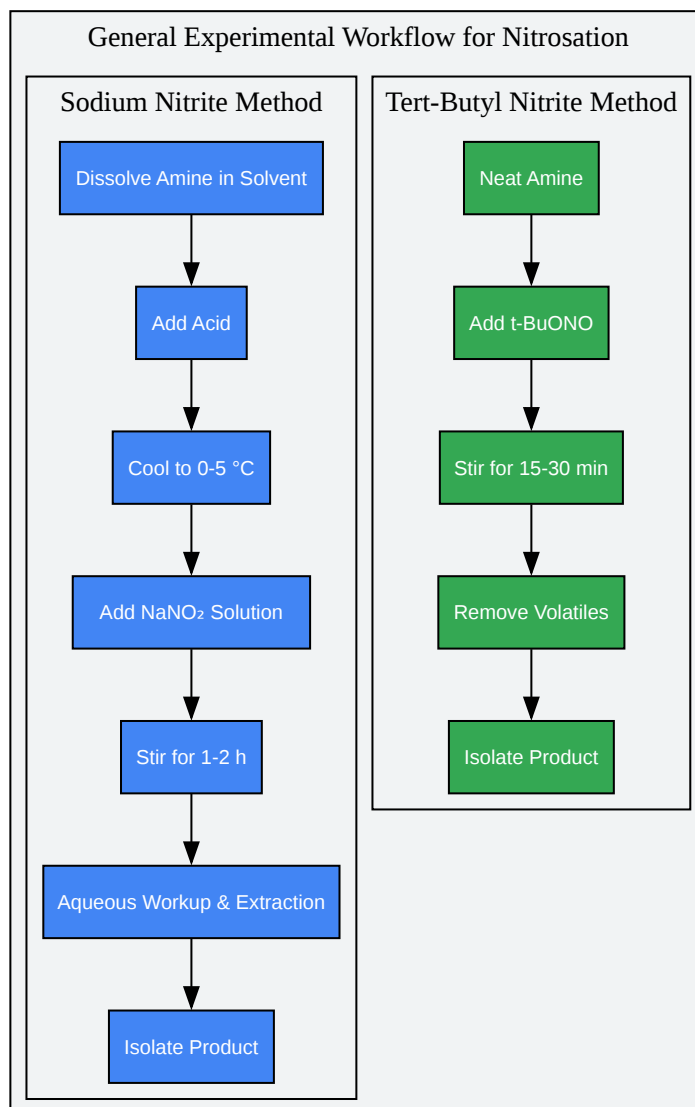 General Experimental Workflow for Nitrosation
Sodium Nitrite Method
Dissolve Amine in Solvent
Add Acid
Cool to 0-5 °C
Add NaNO₂ Solution
Stir for 1-2 h
Aqueous Workup & Extraction
Isolate Product
Tert-Butyl Nitrite Method
Neat Amine
Add t-BuONO
Stir for 15-30 min
Remove Volatiles
Isolate Product